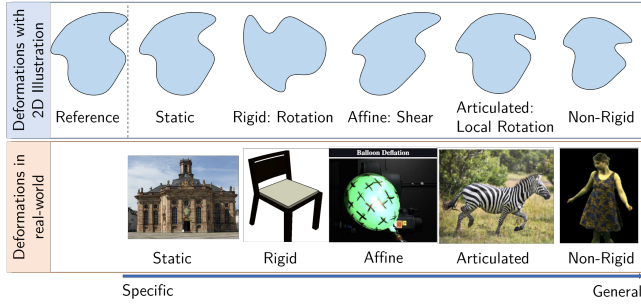 Deformations with
2D Illustration
Reference
Static
Rigid: Rotation
Affine: Shear
Articulated:
Local Rotation
Non-Rigid
Deformations in
real-world
Balloon Deflation
Static
Rigid
Affine
Articulated
Non-Rigid
Specific
General